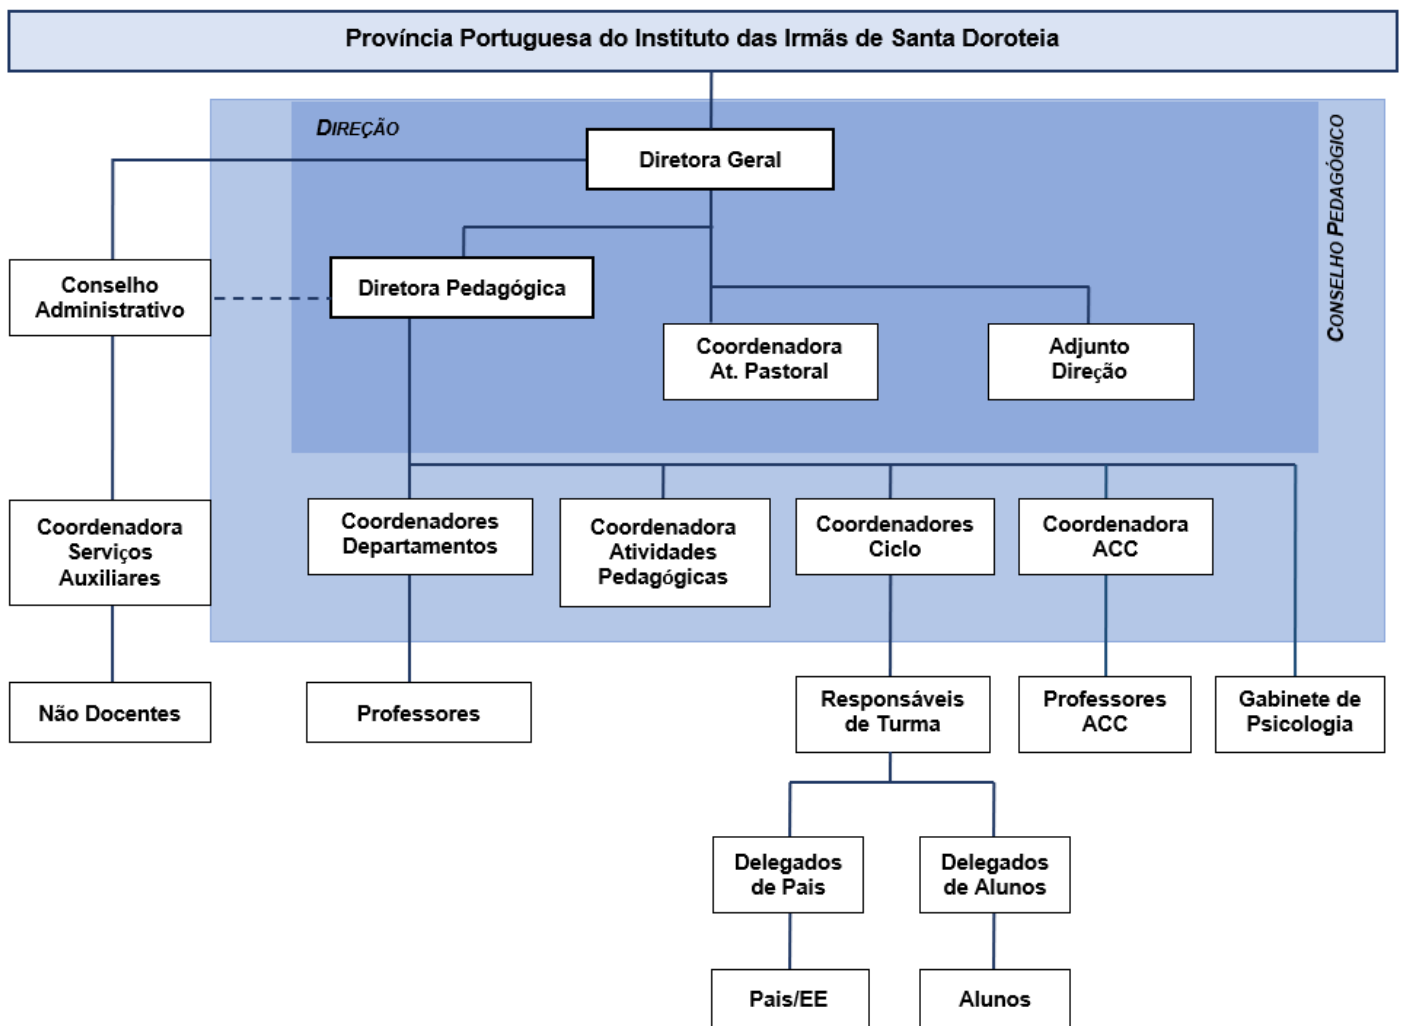 Província Portuguesa do Instituto das Irmãs de Santa Doroteia
DIREÇÃO
CONSELHO PEDAGÓGICO
Diretora Geral
Conselho
Administrativo
Diretora Pedagógica
Coordenadora
At. Pastoral
Adjunto
Direção
Coordenadora
Serviços
Auxiliares
Coordenadores
Departamentos
Coordenadora
Atividades
Pedagógicas
Coordenadores
Ciclo
Coordenadora
ACC
Não Docentes
Professores
Responsáveis
de Turma
Professores
ACC
Gabinete de
Psicologia
Delegados
de Pais
Delegados
de Alunos
Pais/EE
Alunos